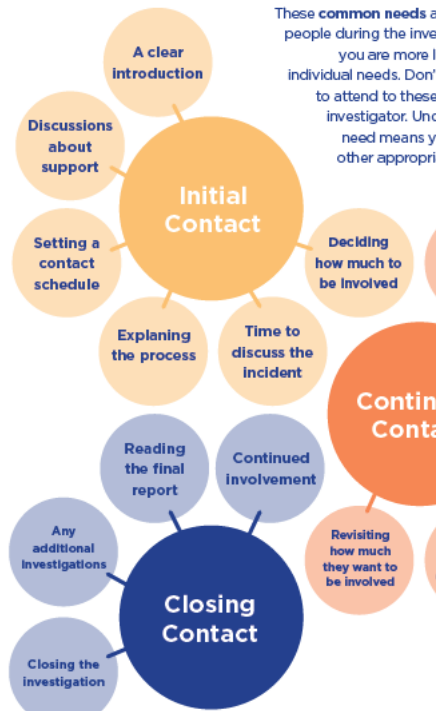 These common needs a
people during the inve
you are more l
individual needs. Don'
to attend to these
investigator. Und
need means y
other appropri
A clear
introduction
Discussions
about
support
Initial
Contact
Setting a
contact
schedule
Deciding
how much to
be involved
Explaning
the process
Time to
discuss the
incident
Contin
Conta
Reading
the final
report
Continued
involvement
Any
additional
investigations
Revisiting
how much
they want to
be involved
Closing
Contact
Closing the
investigation